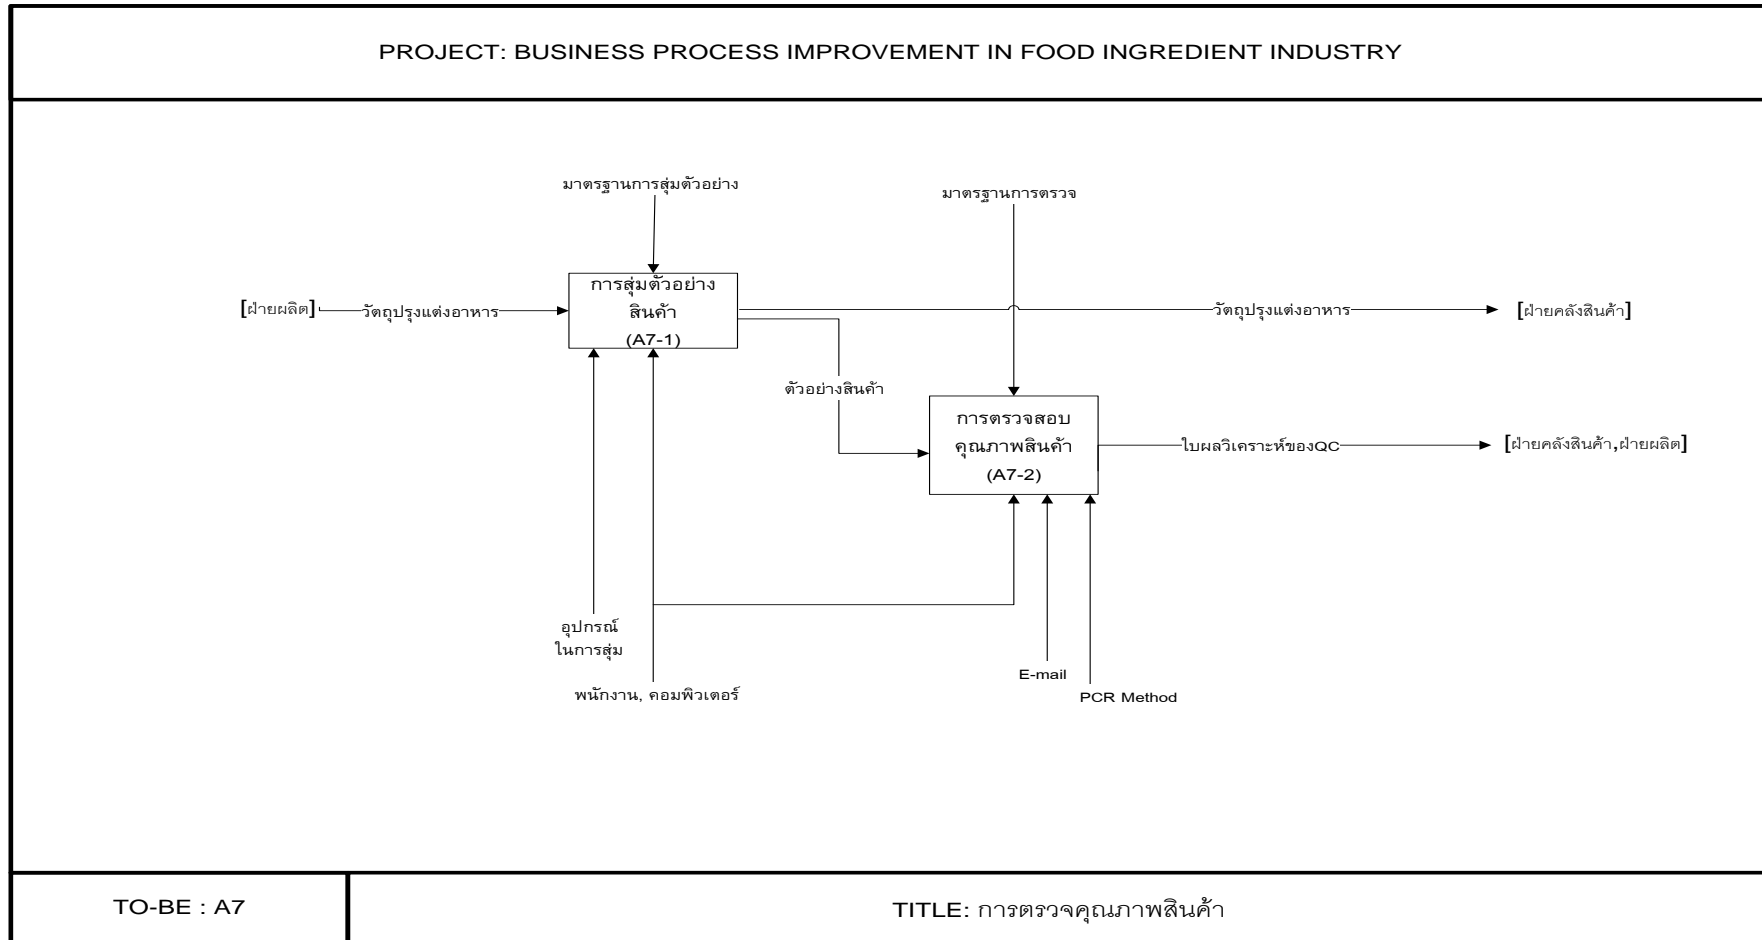 PROJECT: BUSINESS PROCESS IMPROVEMENT IN FOOD INGREDIENT INDUSTRY
มาตรฐานการสุ่มตัวอย่าง
มาตรฐานการตรวจ
การสุ่มตัวอย่าง
สินค้า
(A7-1)
[ฝ่ายผลิต]
วัตถุปรุงแต่งอาหาร
วัตถุปรุงแต่งอาหาร
[ฝ่ายคลังสินค้า]
ตัวอย่างสินค้า
การตรวจสอบ
คุณภาพสินค้า
(A7-2)
ใบผลวิเคราะห์ของQC
[ฝ่ายคลังสินค้า,ฝ่ายผลิต]
อุปกรณ์
ในการสุ่ม
พนักงาน, คอมพิวเตอร์
E-mail
PCR Method
TO-BE : A7
TITLE: การตรวจคุณภาพสินค้า